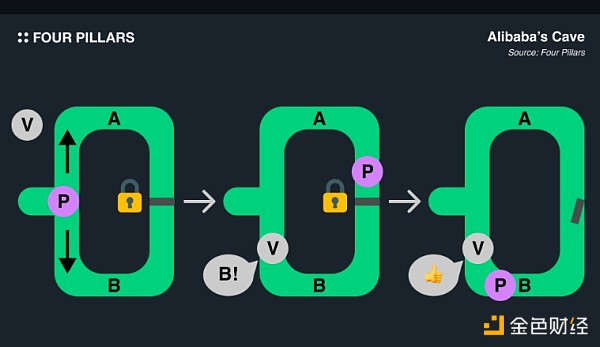 FOUR PILLARS
Alibaba's Cave
Source: Four Pillars
A
A
A
V
P
P
P
V
B!
V
B
B
B
金色财经